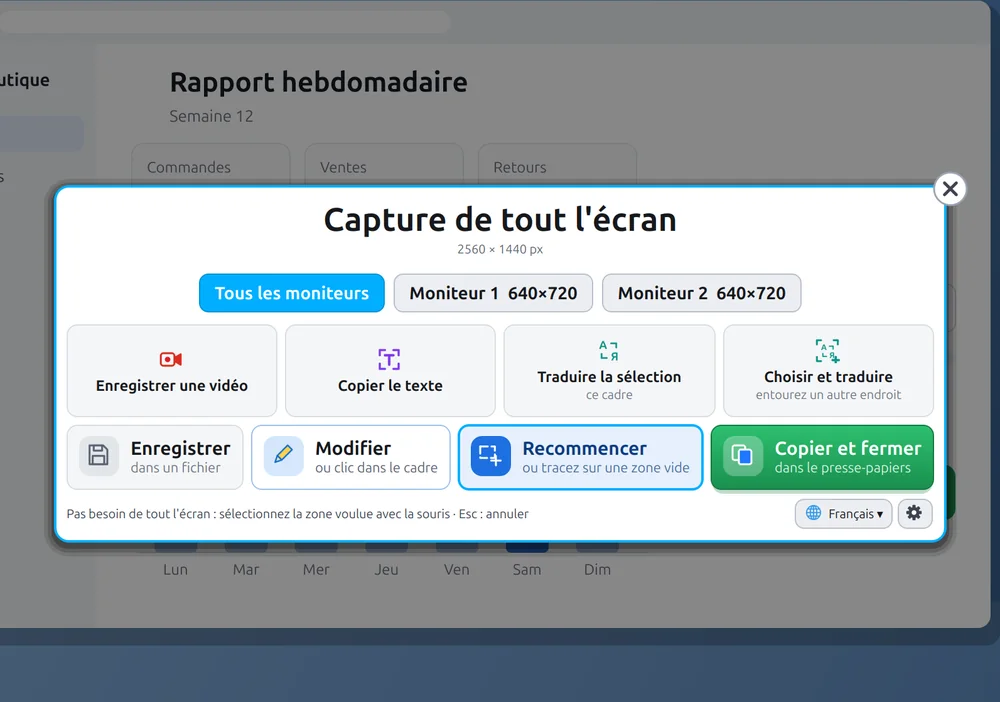 Rapport hebdomadaire
Semaine 12
Commandes
Ventes
Retours
Capture de tout l'écran
2560 × 1440 px
Tous les moniteurs
Moniteur 1 640×720
Moniteur 2 640×720
Enregistrer une vidéo
Copier le texte
Traduire la sélection
ce cadre
Choisir et traduire
entourez un autre endroit
Enregistrer
dans un fichier
Modifier
ou clic dans le cadre
Recommencer
ou tracez sur une zone vide
Copier et fermer
dans le presse-papiers
Pas besoin de tout l'écran : sélectionnez la zone voulue avec la souris · Esc : annuler
Français ▾
Lun Mar Mer Jeu Ven Sam Dim